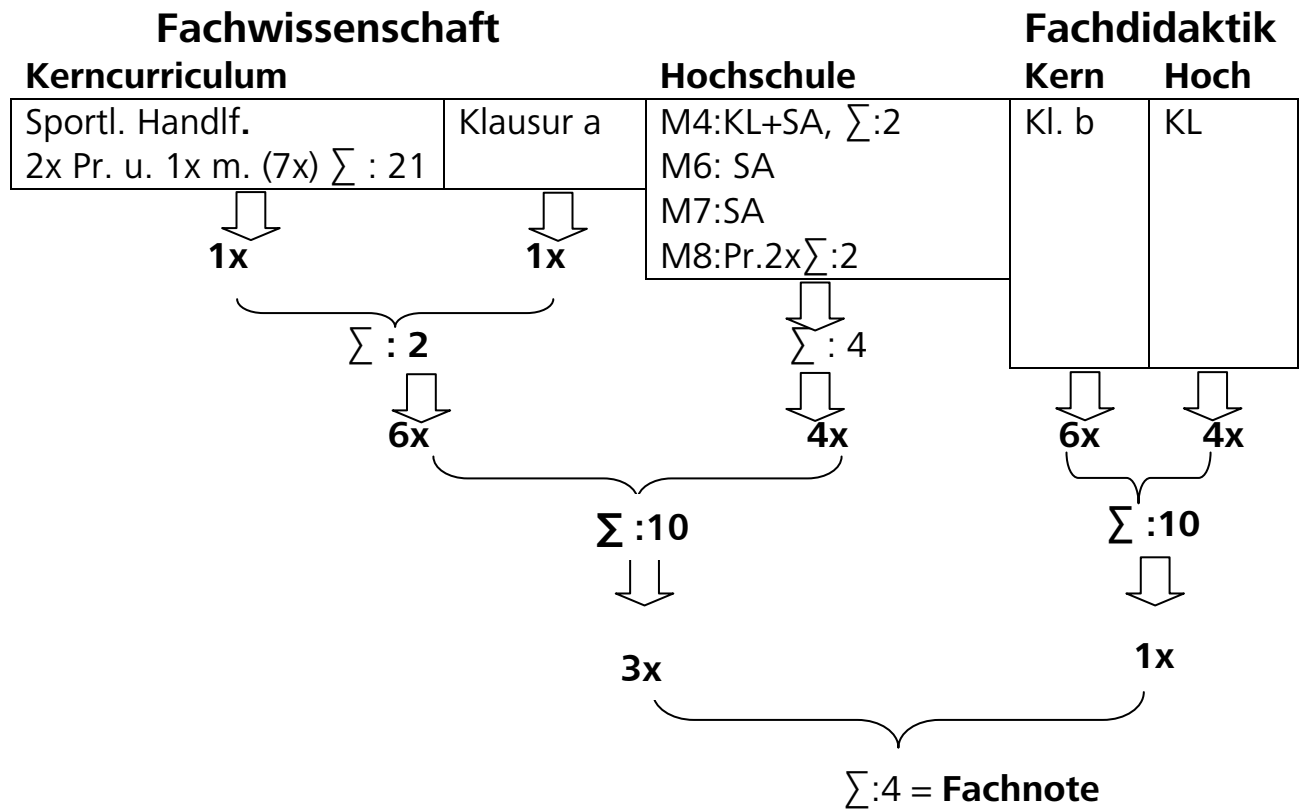 Fachwissenschaft Fachdidaktik
Kerncurriculum Hochschule Kern Hoch
Sportl. Handlf. Klausur a M4:KL+SA, ∑:2 Kl. b KL
2x Pr. u. 1x m. (7x) ∑ : 21 M6: SA
M7:SA
M8:Pr.2x∑:2
1x 1x
∑ : 2 ∑ : 4
6x 4x 6x 4x
∑ :10 ∑ :10
3x 1x
∑:4 = Fachnote